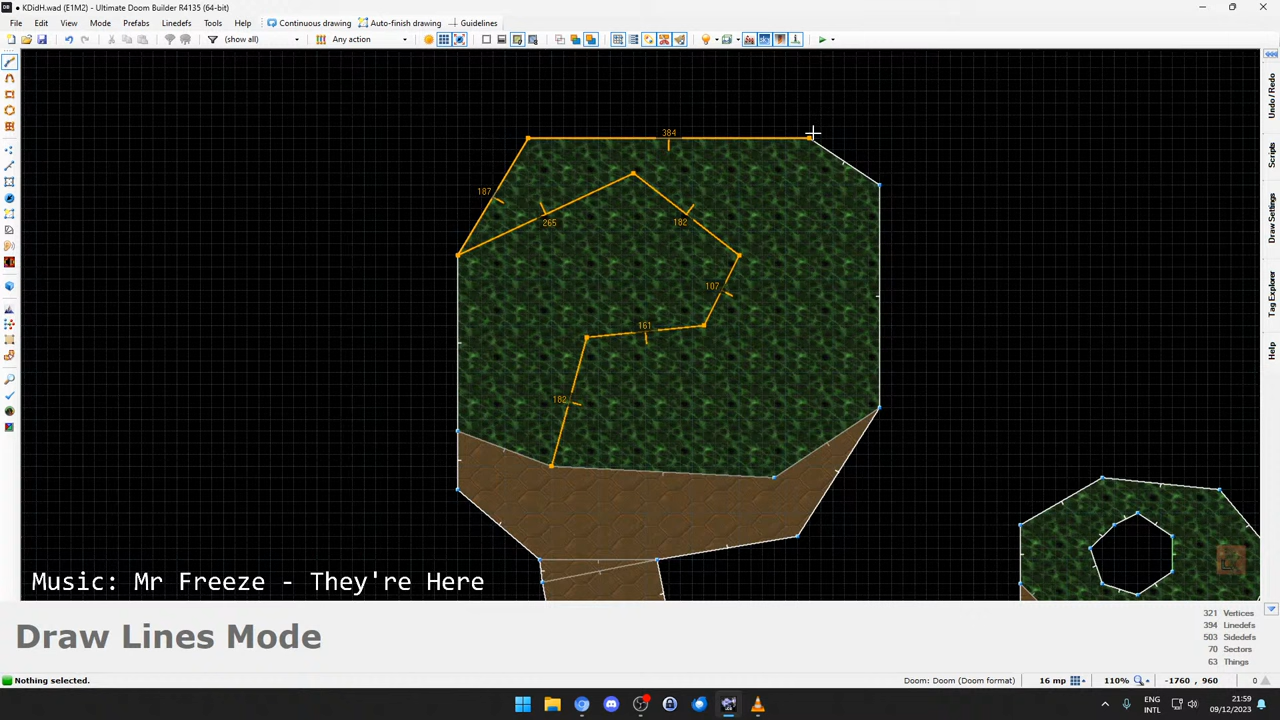 KDidH.wad (E1M2) - Ultimate Doom Builder R4135 (64-bit)
File Edit View Mode Prefabs Linedefs Tools Help Continuous drawing Auto-finish drawing Guidelines
(show all) Any action
Undo / Redo
Scripts
Draw Settings
Tag Explorer
Help
384
187
265
182
107
161
182
Music: Mr Freeze - They're Here
Draw Lines Mode
321 Vertices
394 Linedefs
503 Sidedefs
70 Sectors
63 Things
Nothing selected.
Doom: Doom (Doom format) 16 mp 110% -1760 , 960 0
ENG
INTL
21:59
09/12/2023